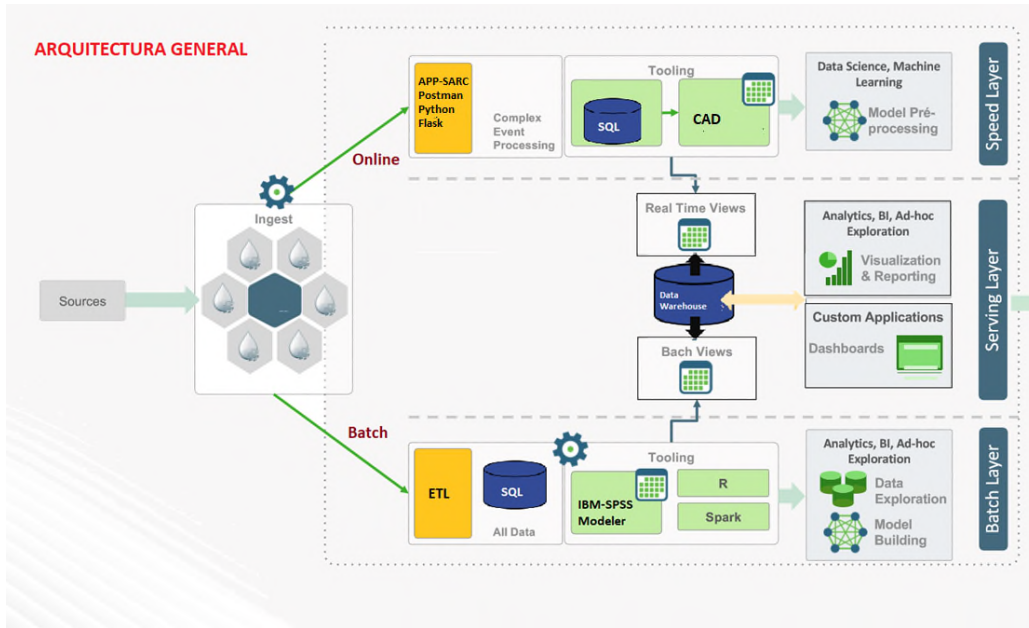 ARQUITECTURA GENERAL
APP-SARC
Postman
Python
Flask
Complex
Event
Processing
Tooling
SQL
CAD
Data Science, Machine
Learning
Model Pré-
processing
Speed Layer
Online
Ingest
Sources
Real Time Views
Data
Warehouse
Bach Views
Analytics, BI, Ad-hoc
Exploration
Visualization
& Reporting
Custom Applications
Dashboards
Serving Layer
Batch
ETL
SQL
All Data
Tooling
IBM-SPSS
Modeler
R
Spark
Analytics, BI, Ad-hoc
Exploration
Data
Exploration
Model
Building
Batch Layer